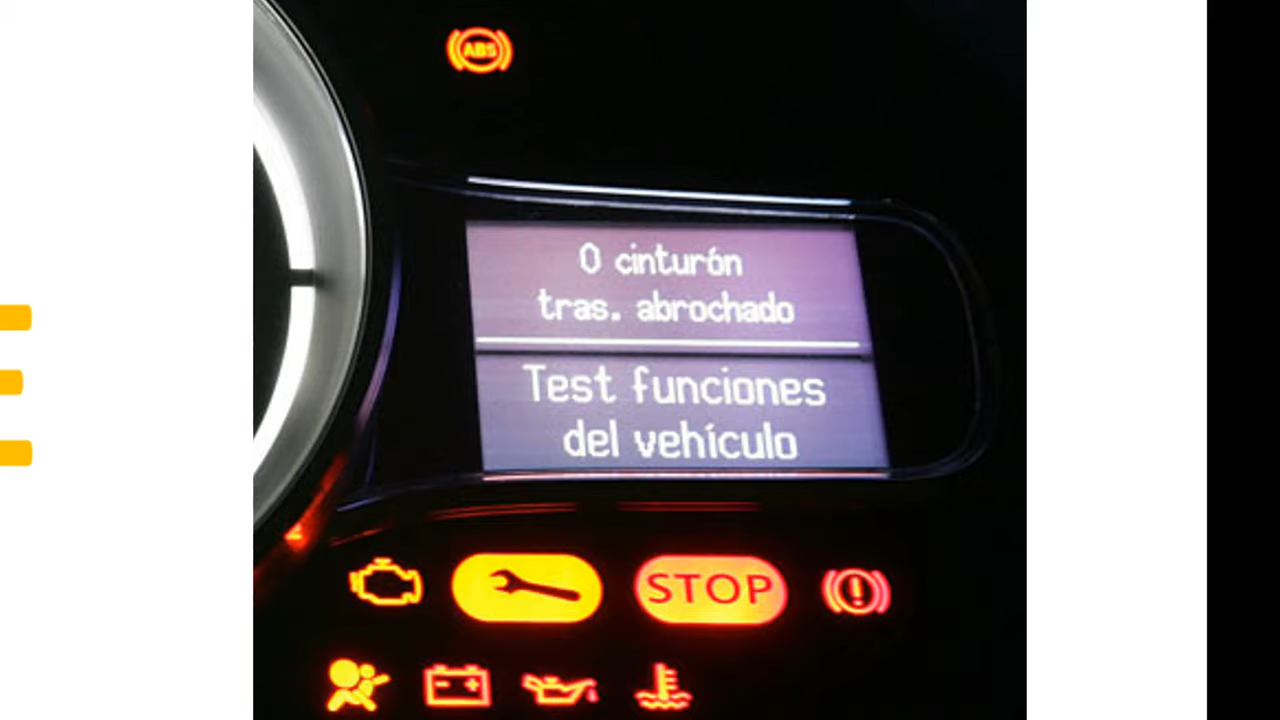 ABS
0 cinturón
tras. abrochado
Test funciones
del vehículo
STOP